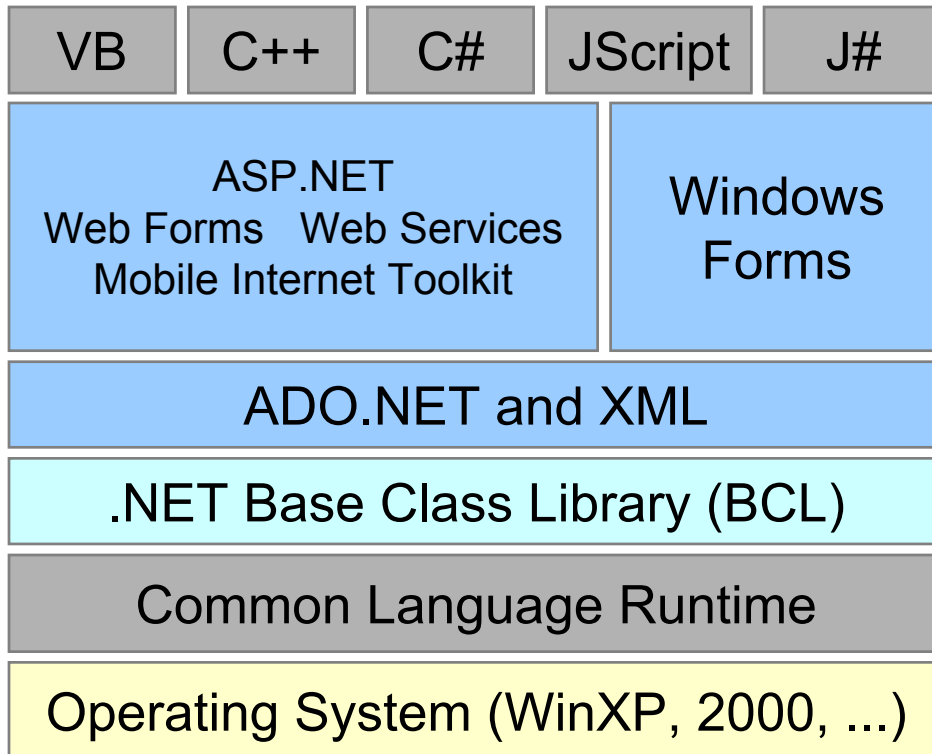 VB
C++
C#
JScript
J#
ASP.NET
Web Forms Web Services
Mobile Internet Toolkit
Windows
Forms
ADO.NET and XML
.NET Base Class Library (BCL)
Common Language Runtime
Operating System (WinXP, 2000, ...)